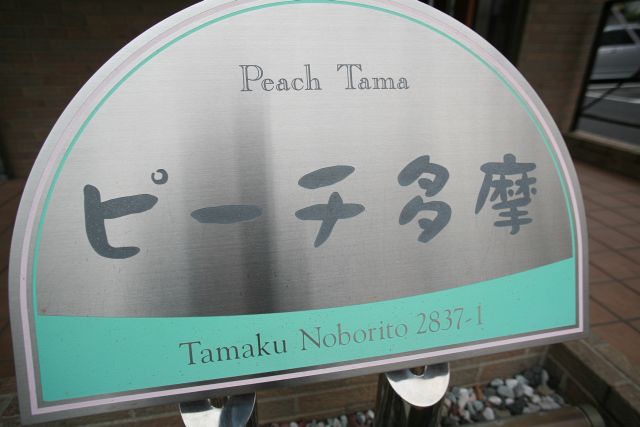 Peach Tama
ピーチ多摩
Tamaku Noborito 2837-1